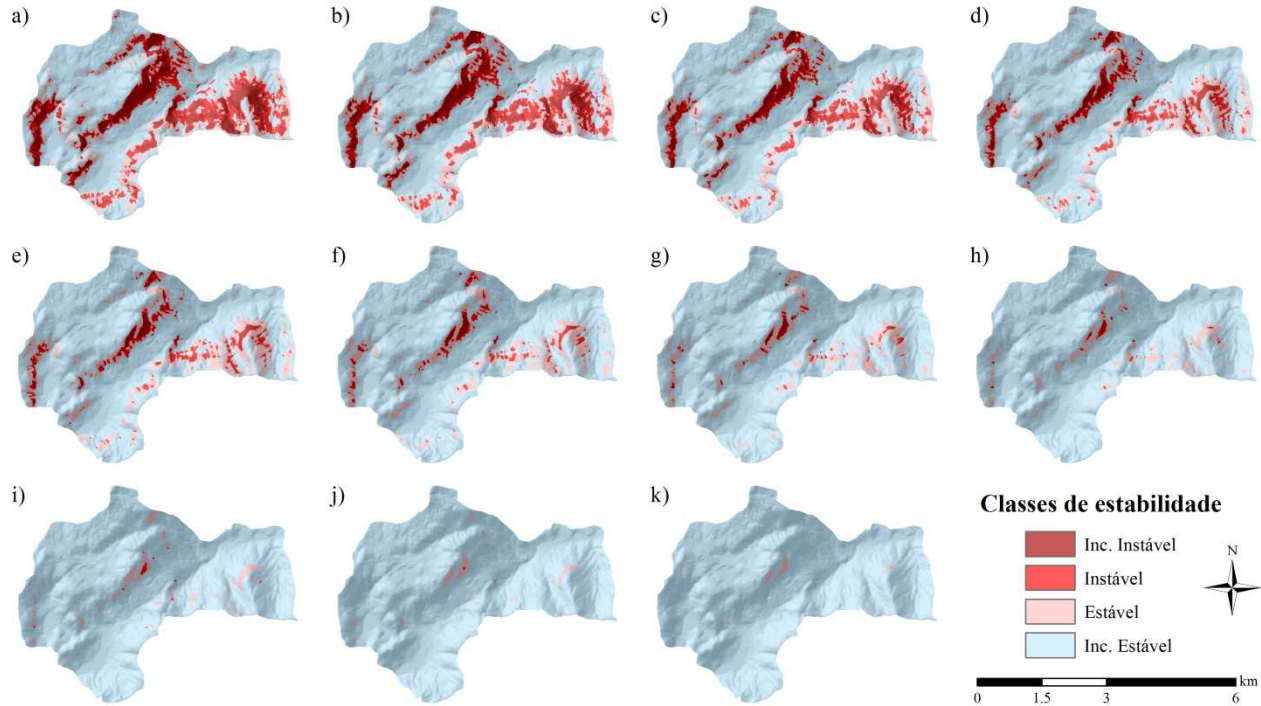 a)
b)
c)
d)
e)
f)
g)
h)
i)
j)
k)
Classes de estabilidade
Inc. Instável
Instável
Estável
Inc. Estável
N
km
0 1.5 3 6